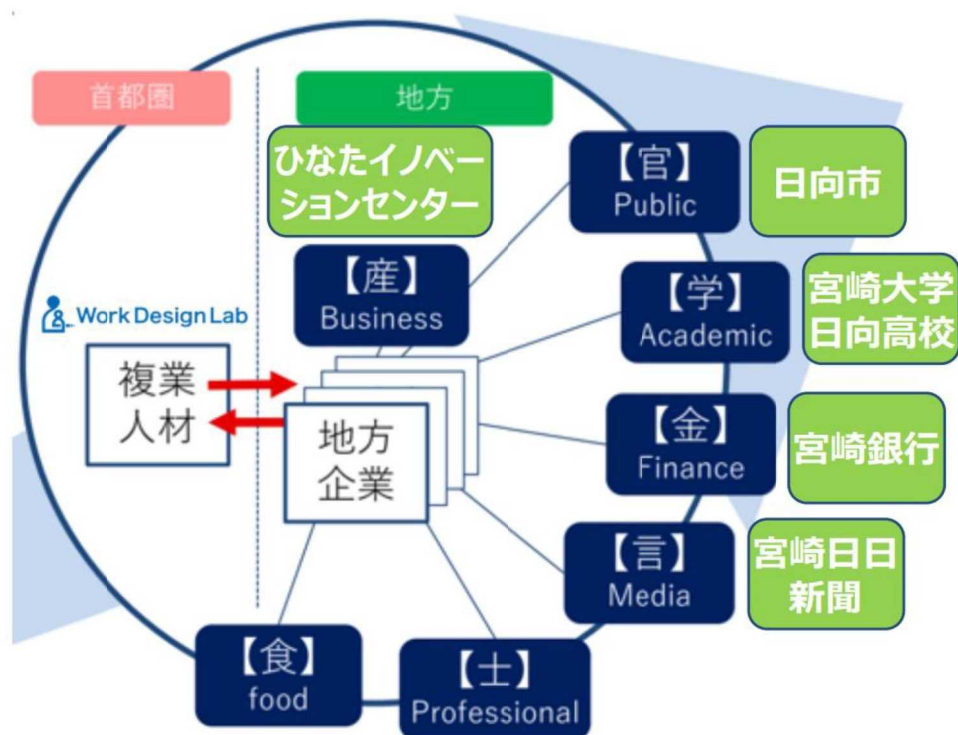 首都圏
地方
ひなたイノベー
ションセンター
【官】
Public
日向市
【産】
Business
【学】
Academic
宮崎大学
日向高校
Work Design Lab
複業
人材
地方
企業
【金】
Finance
宮崎銀行
【言】
Media
宮崎日日
新聞
【食】
food
【士】
Professional